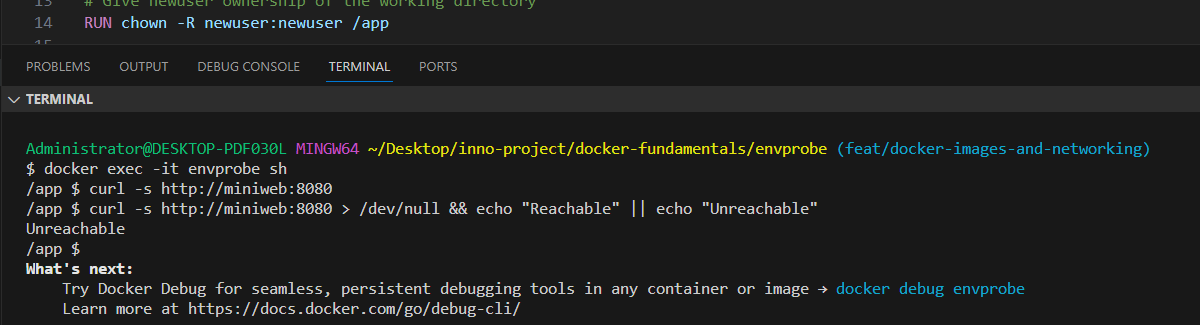 13 # Give newuser ownership of the working directory
14 RUN chown -R newuser:newuser /app
15
PROBLEMS OUTPUT DEBUG CONSOLE TERMINAL PORTS
TERMINAL
Administrator@DESKTOP-PDF030L MINGW64 ~/Desktop/inno-project/docker-fundamentals/envprobe (feat/docker-images-and-networking)
$ docker exec -it envprobe sh
/app $ curl -s http://miniweb:8080
/app $ curl -s http://miniweb:8080 > /dev/null && echo "Reachable" || echo "Unreachable"
Unreachable
/app $
What's next:
Try Docker Debug for seamless, persistent debugging tools in any container or image → docker debug envprobe
Learn more at https://docs.docker.com/go/debug-cli/